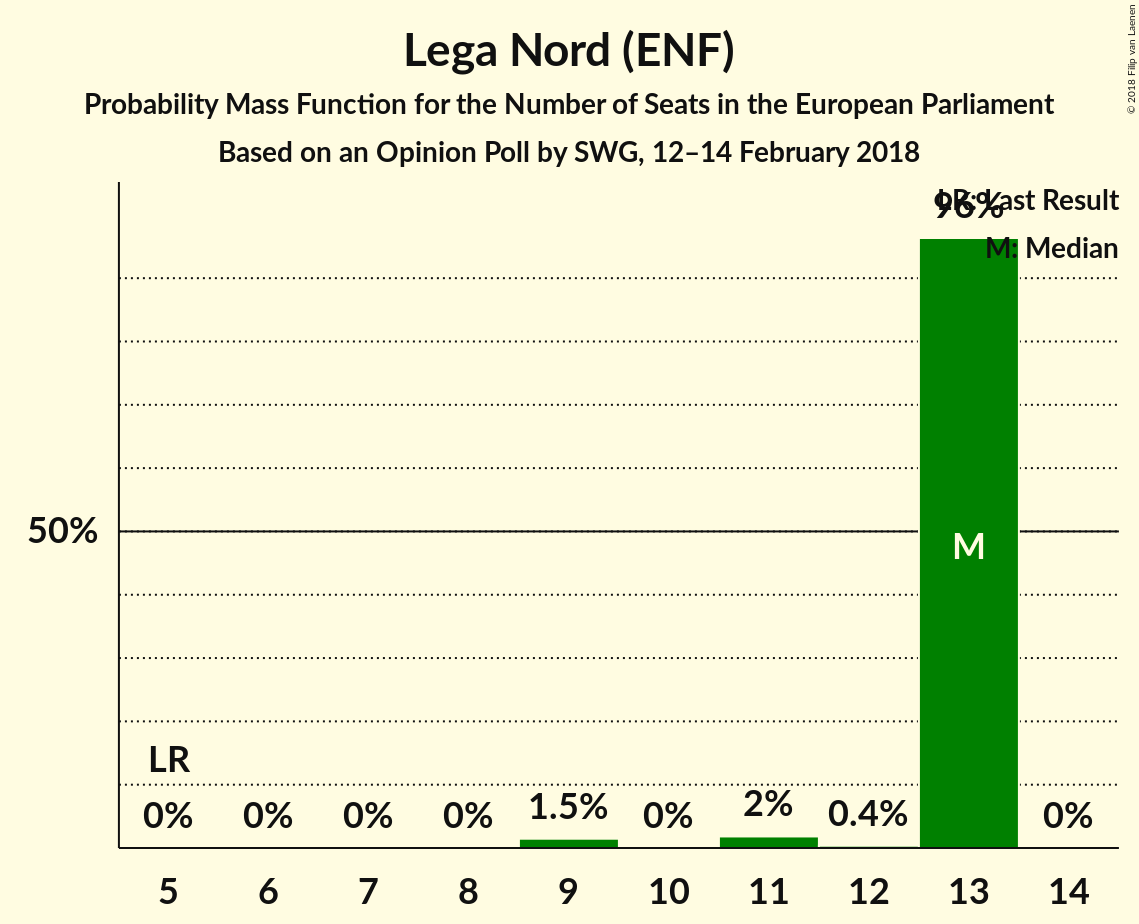 Lega Nord (ENF)
Probability Mass Function for the Number of Seats in the European Parliament
Based on an Opinion Poll by SWG, 12–14 February 2018
© 2018 Filip van Laenen
LR: Last Result
M: Median
96%
50%
M
LR
0% 0% 0% 0% 1.5% 0% 2% 0.4% 0%
5 6 7 8 9 10 11 12 13 14